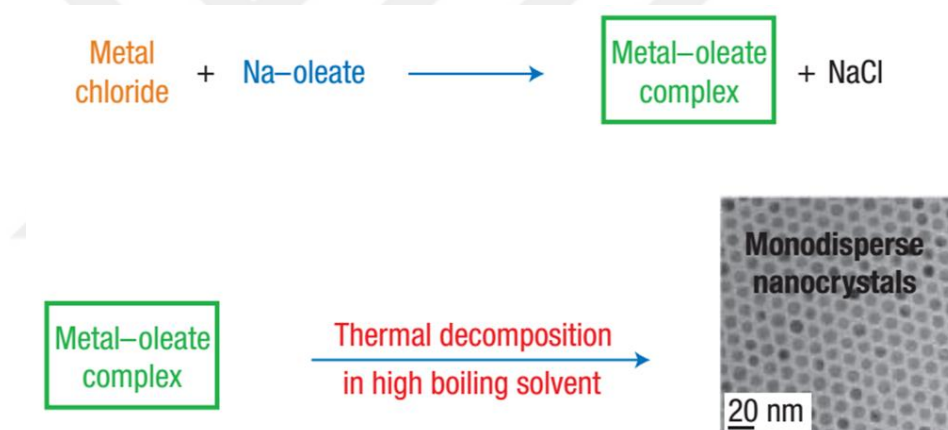 Metal chloride + Na–oleate Metal–oleate complex + NaCl
Metal–oleate complex
Thermal decomposition
in high boiling solvent
Monodisperse
nanocrystals
20 nm